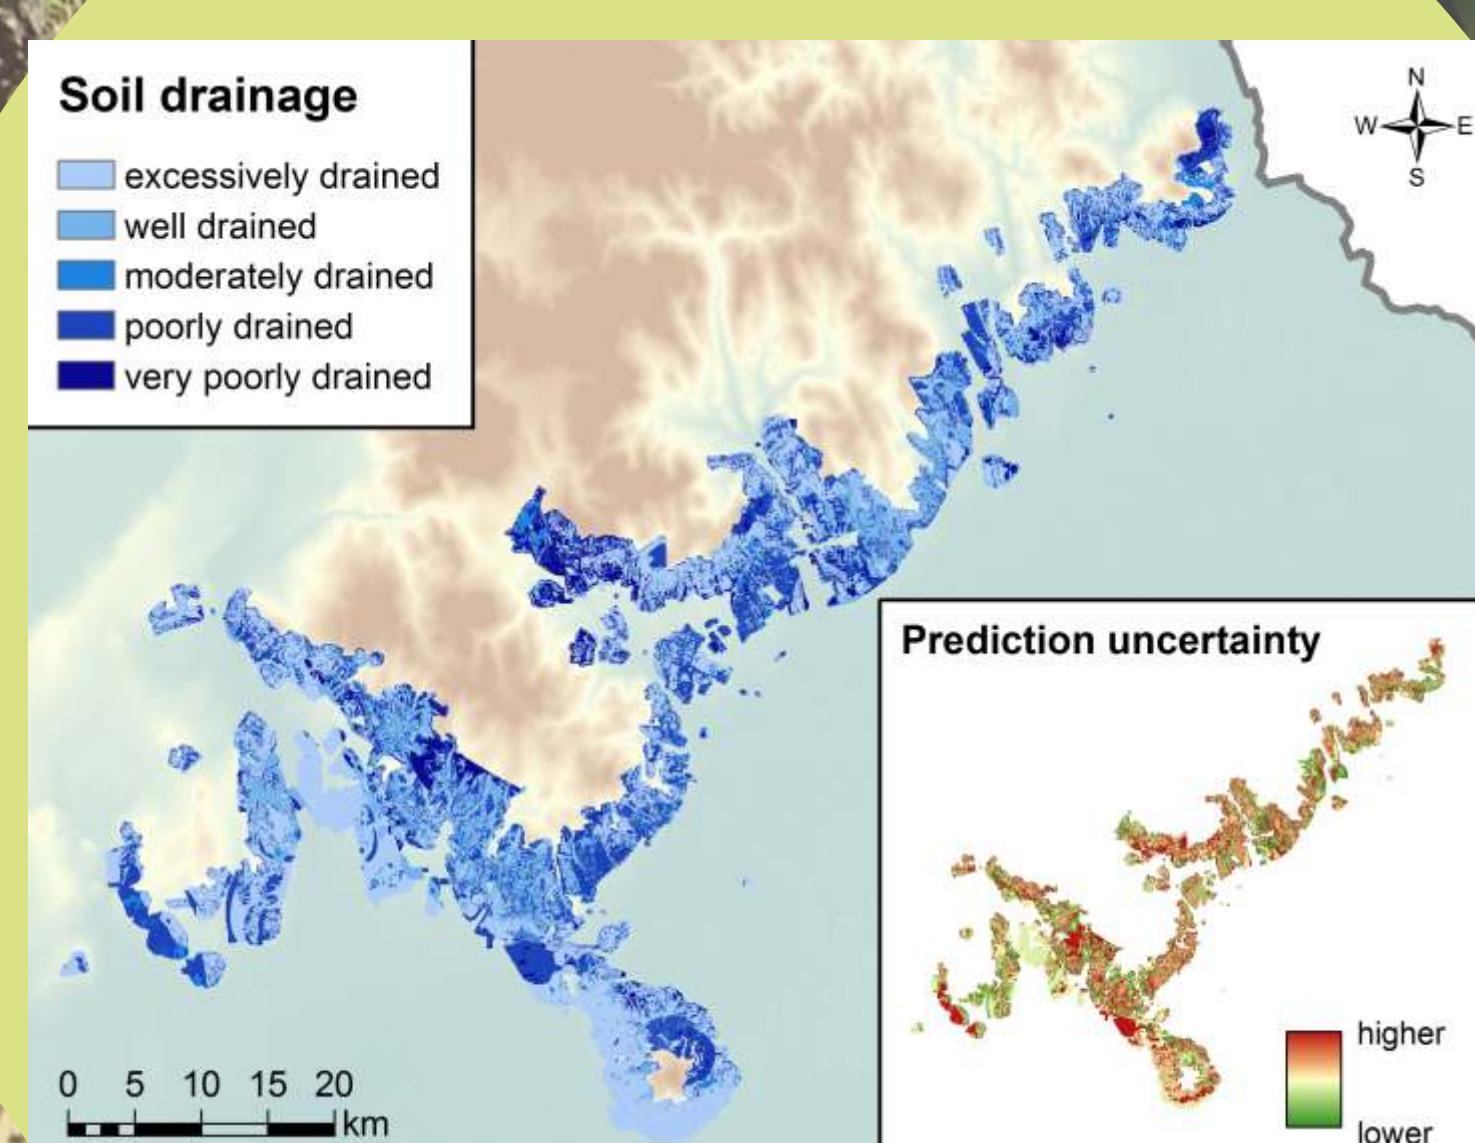 Soil drainage
excessively drained
well drained
moderately drained
poorly drained
very poorly drained
N
W E
S
Prediction uncertainty
higher
lower
0 5 10 15 20
km